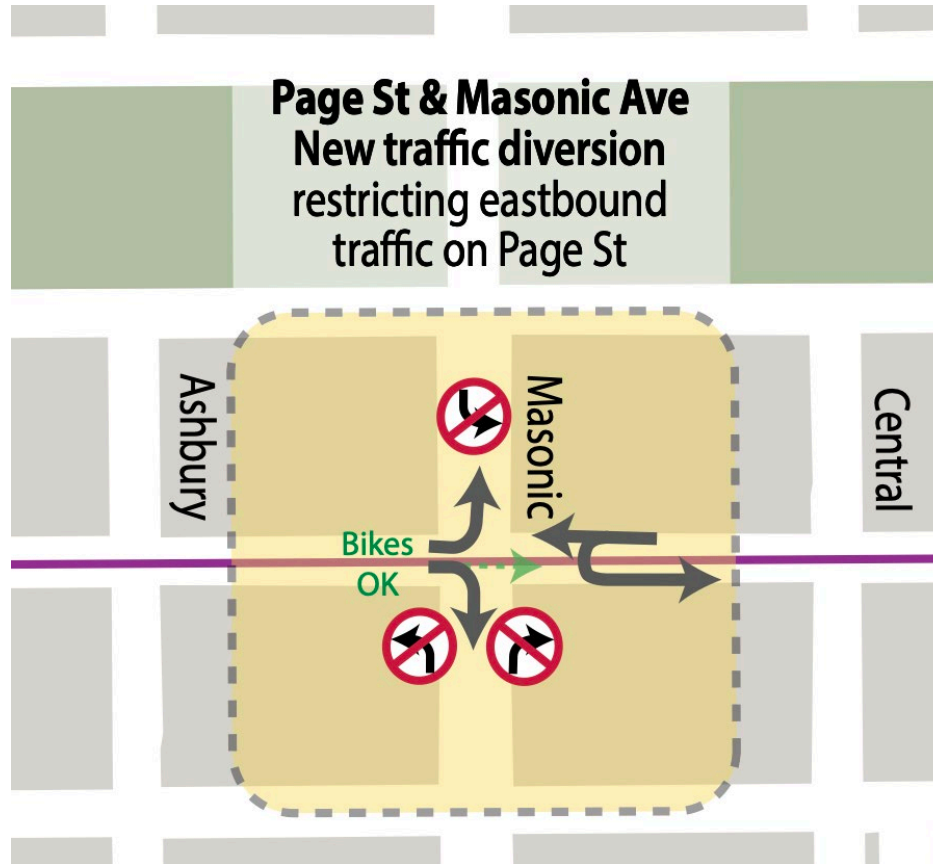 Page St & Masonic Ave
New traffic diversion
restricting eastbound
traffic on Page St
Ashbury
Masonic
Central
Bikes
OK